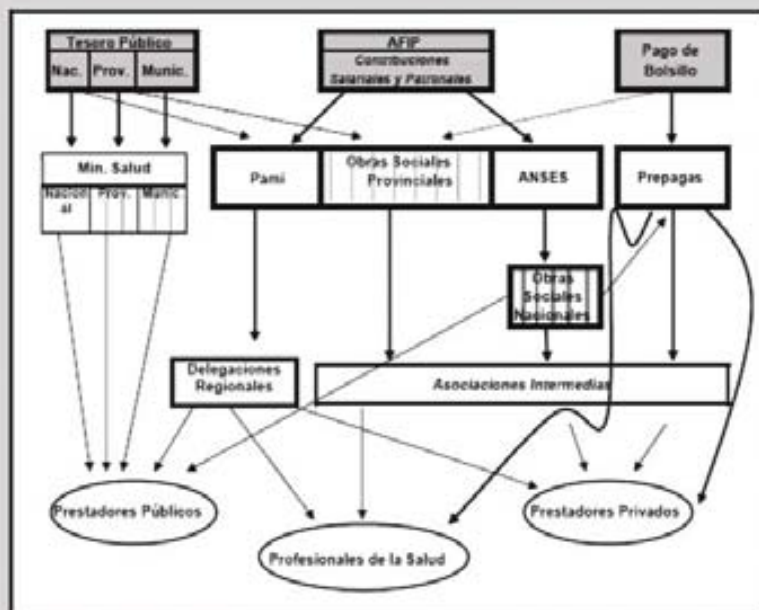 Tesoro Público
Nac. Prov. Munic.
AFIP
Contribuciones
Salariales y Patronales
Pago de
Bolsillo
Min. Salud
Nacion
al
Prov. Munic
Pami
Obras Sociales
Provinciales
ANSES
Prepagas
Obras
Sociales
Nacionales
Delegaciones
Regionales
Asociaciones Intermedias
Prestadores Públicos
Profesionales de la Salud
Prestadores Privados